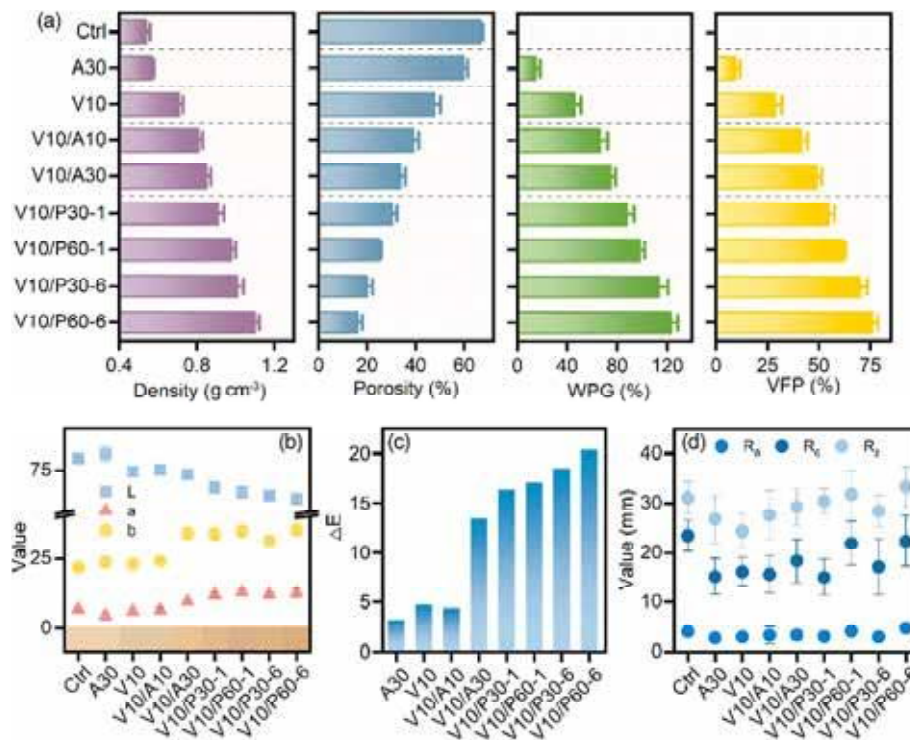 (a)
Ctrl
A30
V10
V10/A10
V10/A30
V10/P30-1
V10/P60-1
V10/P30-6
V10/P60-6
0.4 0.8 1.2
Density (g cm⁻³)
0 20 40 60
Porosity (%)
0 40 80 120
WPG (%)
0 25 50 75
VFP (%)
(b)
75
25
0
Value
L
a
b
Ctrl
A30
V10
V10/A10
V10/A30
V10/P30-1
V10/P60-1
V10/P30-6
V10/P60-6
(c)
20
15
10
5
0
ΔE
A30
V10
V10/A10
V10/A30
V10/P30-1
V10/P60-1
V10/P30-6
V10/P60-6
(d)
Rₐ
40
30
20
10
0
Value (mm)
Ctrl
A30
V10
V10/A10
V10/A30
V10/P30-1
V10/P60-1
V10/P30-6
V10/P60-6